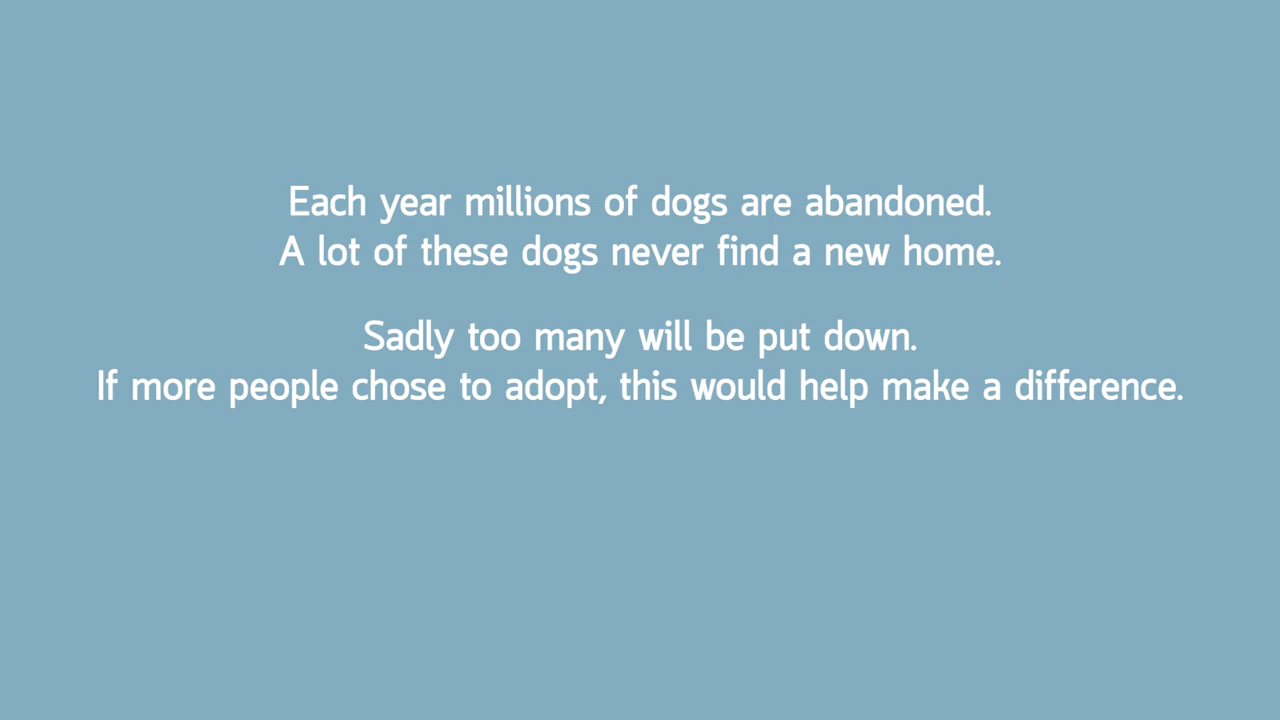 Each year millions of dogs are abandoned.
A lot of these dogs never find a new home.
Sadly too many will be put down.
If more people chose to adopt, this would help make a difference.